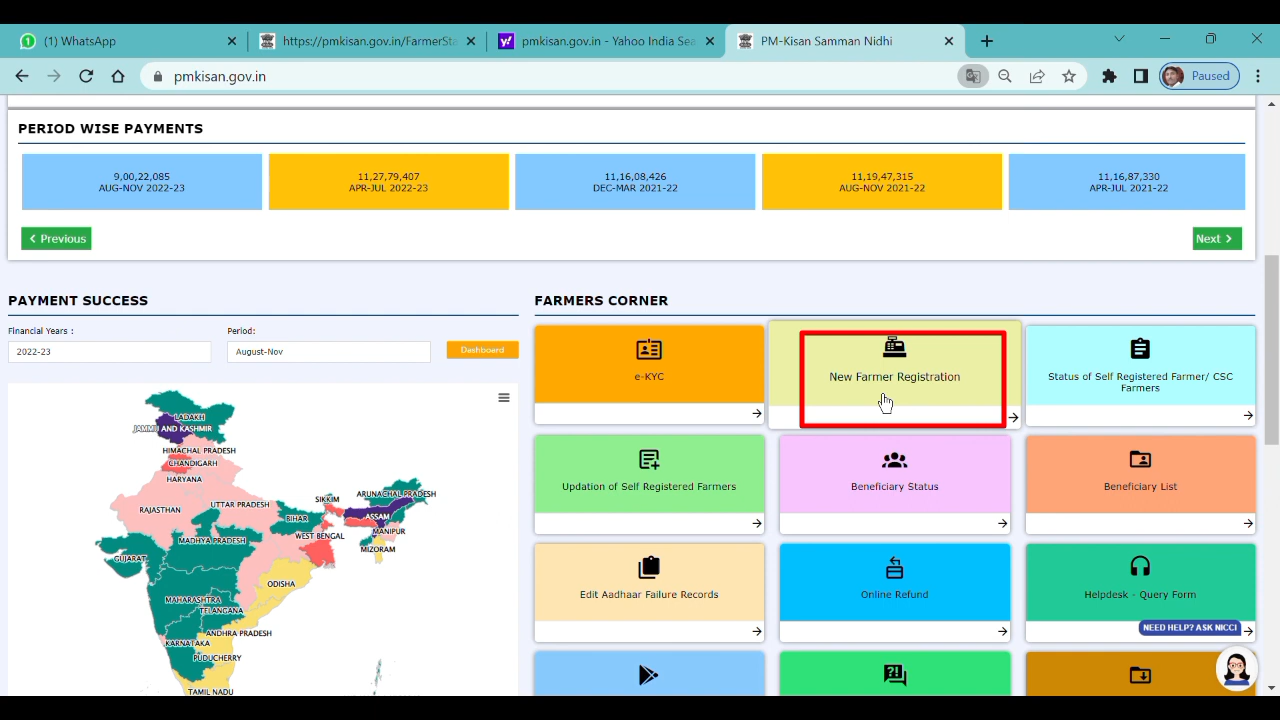 (1) WhatsApp
https://pmkisan.gov.in/FarmerSta
pmkisan.gov.in - Yahoo India Sea
PM-Kisan Samman Nidhi
pmkisan.gov.in
Paused
PERIOD WISE PAYMENTS
9,00,22,085
AUG-NOV 2022-23
11,27,79,407
APR-JUL 2022-23
11,16,08,426
DEC-MAR 2021-22
11,19,47,315
AUG-NOV 2021-22
11,16,87,330
APR-JUL 2021-22
Previous
Next
PAYMENT SUCCESS
Financial Years :
Period:
2022-23
August-Nov
Dashboard
LADAKH
JAMMU AND KASHMIR
HIMACHAL PRADESH
CHANDIGARH
HARYANA
RAJASTHAN
UTTAR PRADESH
SIKKIM
ARUNACHAL PRADESH
BIHAR
ASSAM
MANIPUR
WEST BENGAL
MIZORAM
MADHYA PRADESH
GUJARAT
ODISHA
MAHARASHTRA
TELANGANA
ANDHRA PRADESH
KARNATAKA
PUDUCHERRY
TAMIL NADU
FARMERS CORNER
e-KYC
New Farmer Registration
Status of Self Registered Farmer/ CSC
Farmers
Updation of Self Registered Farmers
Beneficiary Status
Beneficiary List
Edit Aadhaar Failure Records
Online Refund
Helpdesk - Query Form
NEED HELP? ASK NICCI